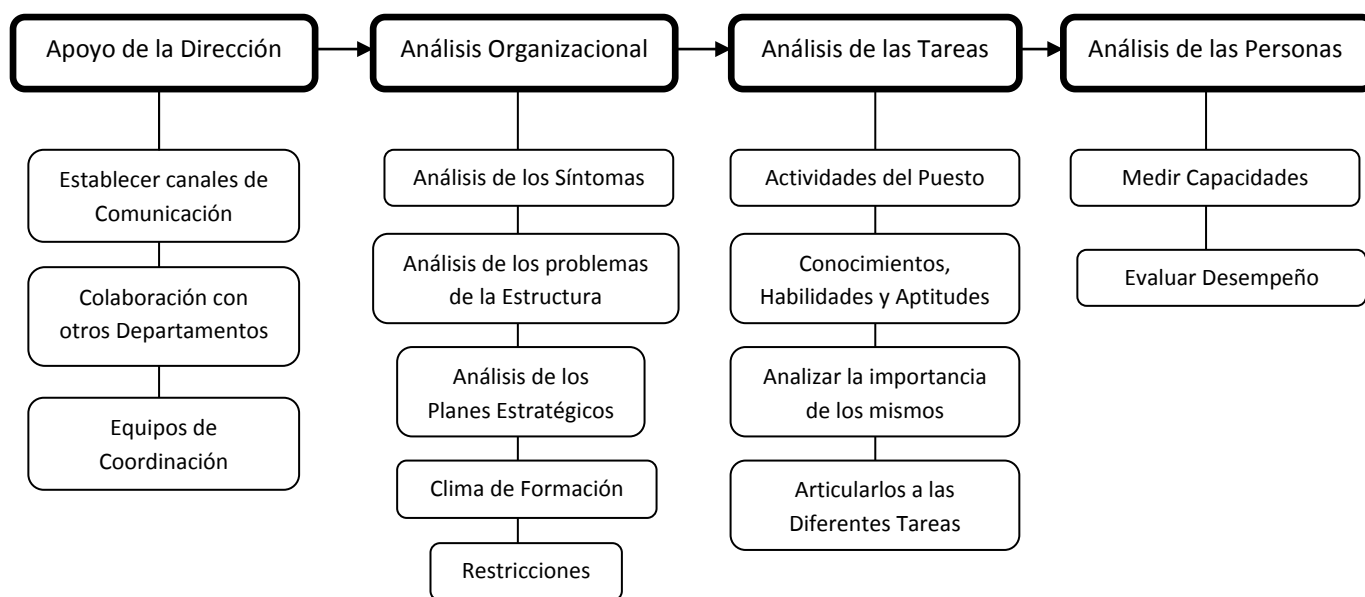 Apoyo de la Dirección
Análisis Organizacional
Análisis de las Tareas
Análisis de las Personas
Establecer canales de
Comunicación
Colaboración con
otros Departamentos
Equipos de
Coordinación
Análisis de los Síntomas
Análisis de los problemas
de la Estructura
Análisis de los
Planes Estratégicos
Clima de Formación
Restricciones
Actividades del Puesto
Conocimientos,
Habilidades y Aptitudes
Analizar la importancia
de los mismos
Articularlos a las
Diferentes Tareas
Medir Capacidades
Evaluar Desempeño